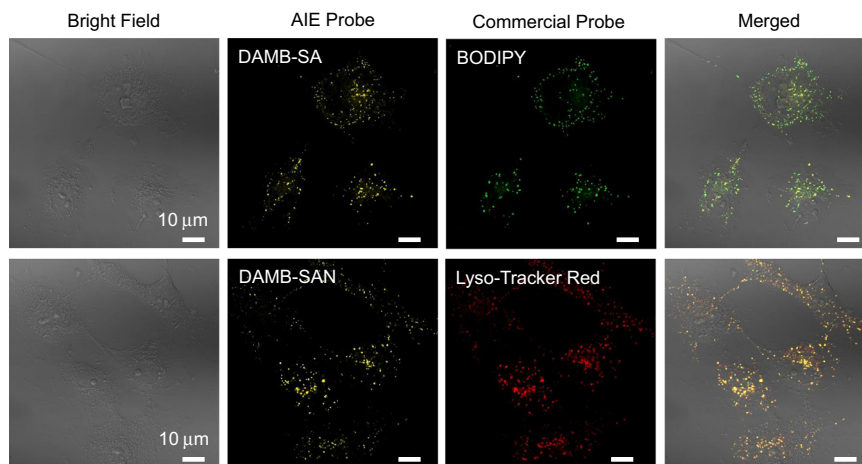 Bright Field
AIE Probe
Commercial Probe
Merged
DAMB-SA
BODIPY
10 μm
DAMB-SAN
Lyso-Tracker Red
10 μm